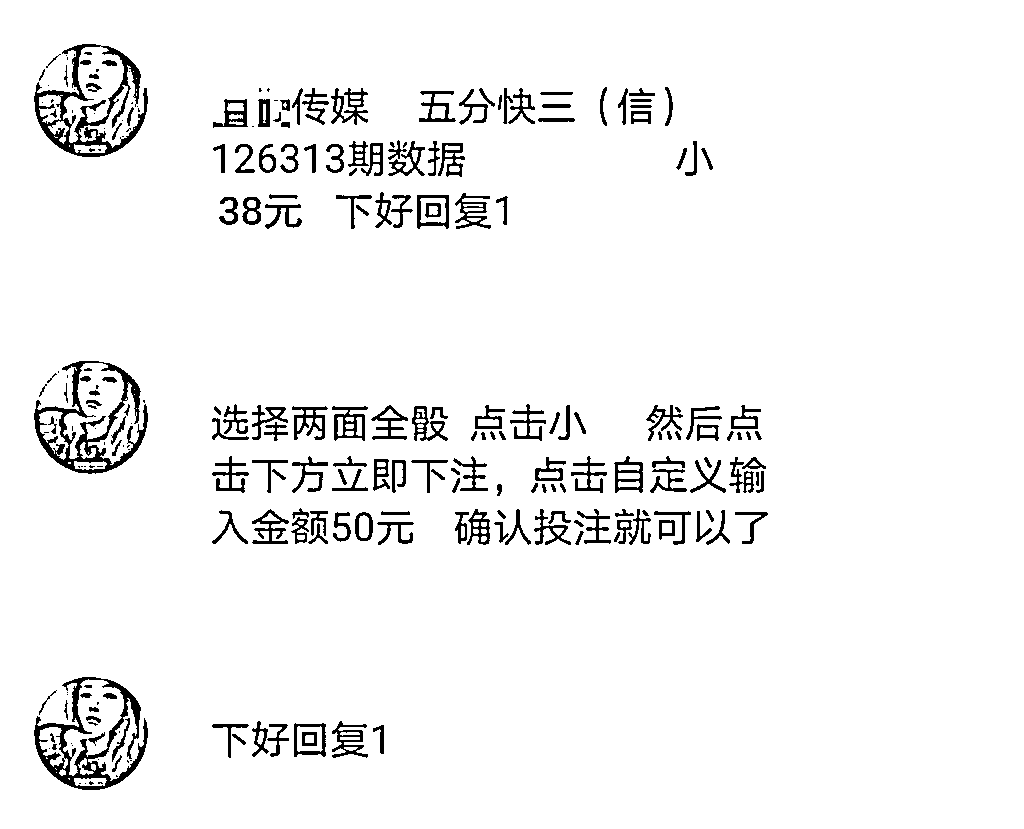 传媒 五分快三（信）
126313期数据 小
38元 下好回复1
选择两面全骰 点击小 然后点
击下方立即下注，点击自定义输
入金额50元 确认投注就可以了
下好回复1